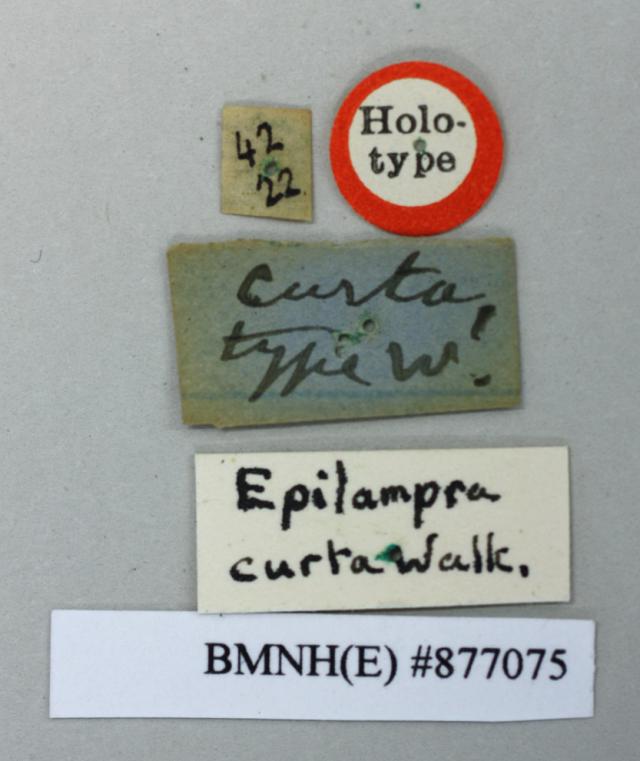 42
22
Holo-
type
curta
type W!
Epilampra
curta Walk.
BMNH(E) #877075